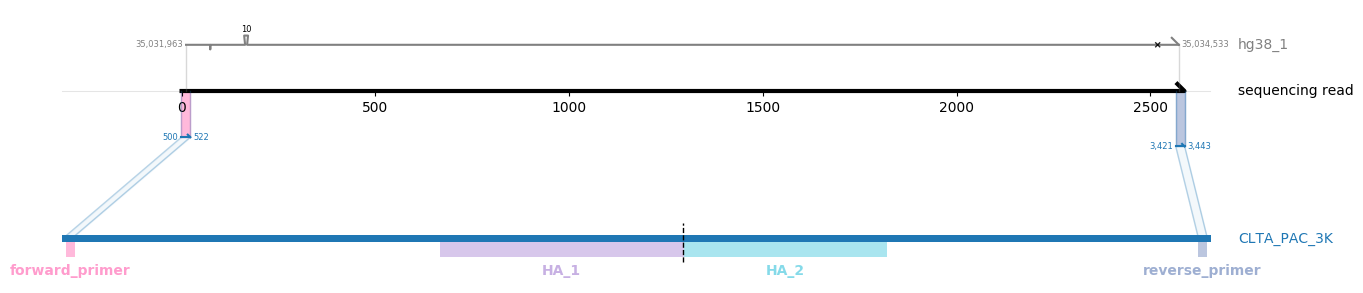 10
35,031,963
35,034,533
hg38_1
sequencing read
0
500
1000
1500
2000
2500
500
522
3,421
3,443
CLTA_PAC_3K
forward_primer
HA_1
HA_2
reverse_primer